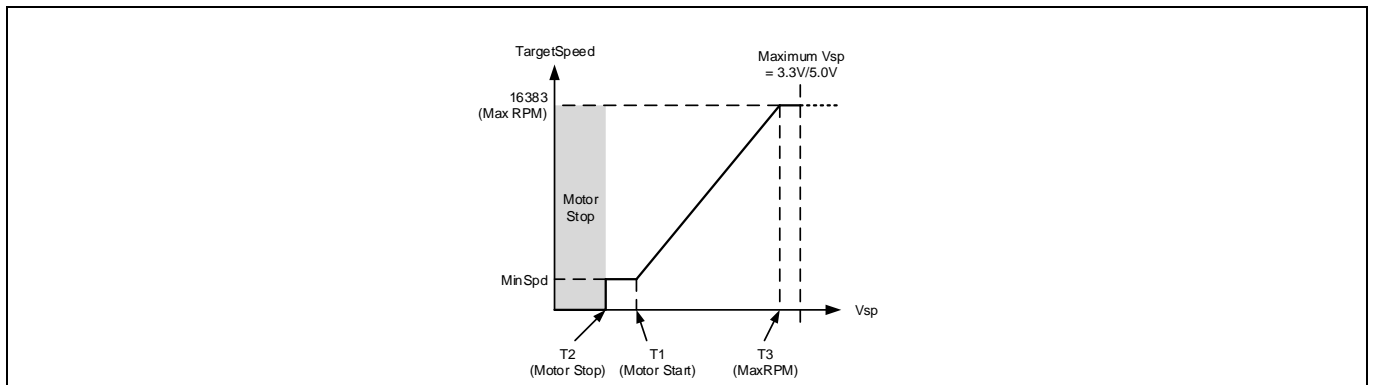 TargetSpeed
Maximum Vsp
= 3.3V/5.0V
16383
(Max RPM)
Motor
Stop
MinSpd
Vsp
T2
(Motor Stop)
T1
(Motor Start)
T3
(MaxRPM)